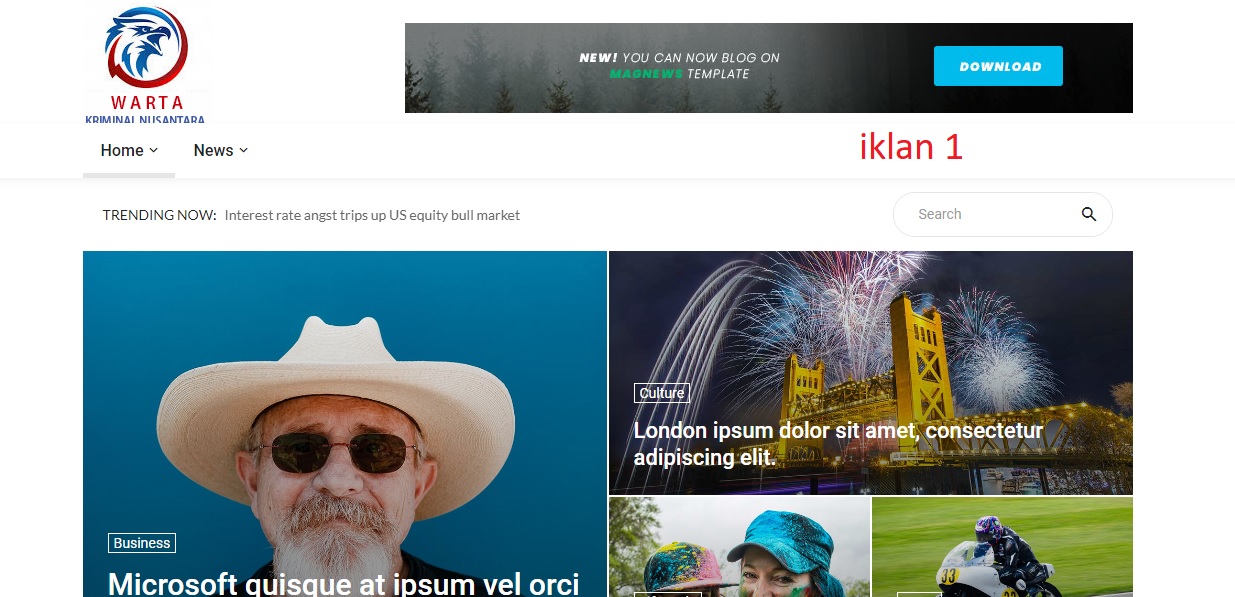 WARTA
KRIMINAL NUSANTARA
NEW! YOU CAN NOW BLOG ON
MAGNEWS TEMPLATE
DOWNLOAD
Home
News
iklan 1
TRENDING NOW: Interest rate angst trips up US equity bull market
Search
Culture
London ipsum dolor sit amet, consectetur
adipiscing elit.
Business
Microsoft quisque at ipsum vel orci
33